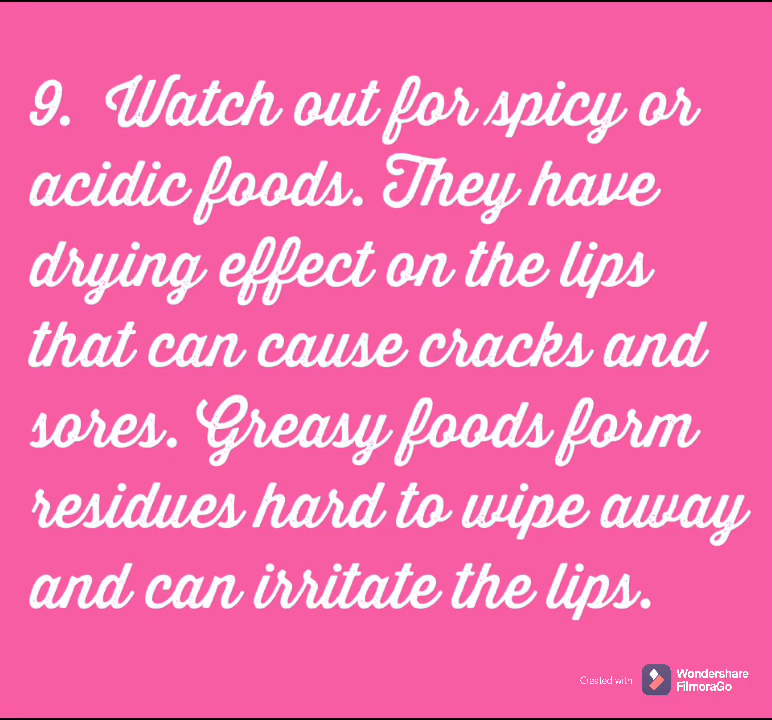 9. Watch out for spicy or
acidic foods. They have
drying effect on the lips
that can cause cracks and
sores. Greasy foods form
residues hard to wipe away
and can irritate the lips.
Created with Wondershare
FilmoraGo